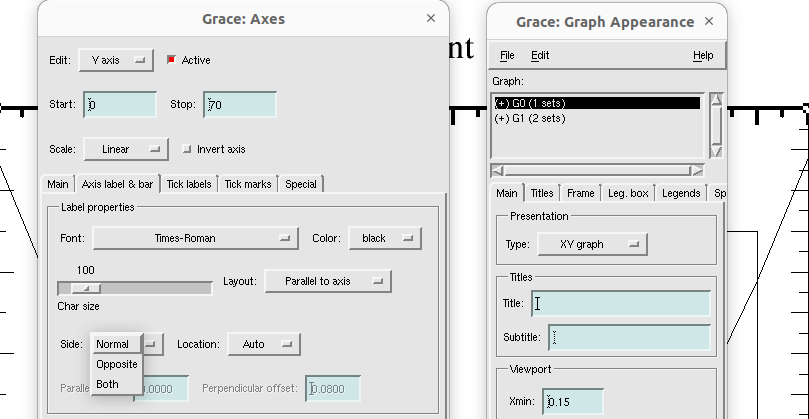 Grace: Axes
Edit: Y axis Active
Start: 0 Stop: 70
Scale: Linear Invert axis
Main Axis label & bar Tick labels Tick marks Special
Label properties
Font: Times-Roman Color: black
100
Layout: Parallel to axis
Char size
Side: Normal Location: Auto
Opposite
Both
0.0000 Perpendicular offset: 0.0800
nt
Grace: Graph Appearance
File Edit Help
Graph:
(+) G0 (1 sets)
(+) G1 (2 sets)
Main Titles Frame Leg. box Legends Sp
Presentation
Type: XY graph
Titles
Title:
Subtitle:
Viewport
Xmin: 0.15